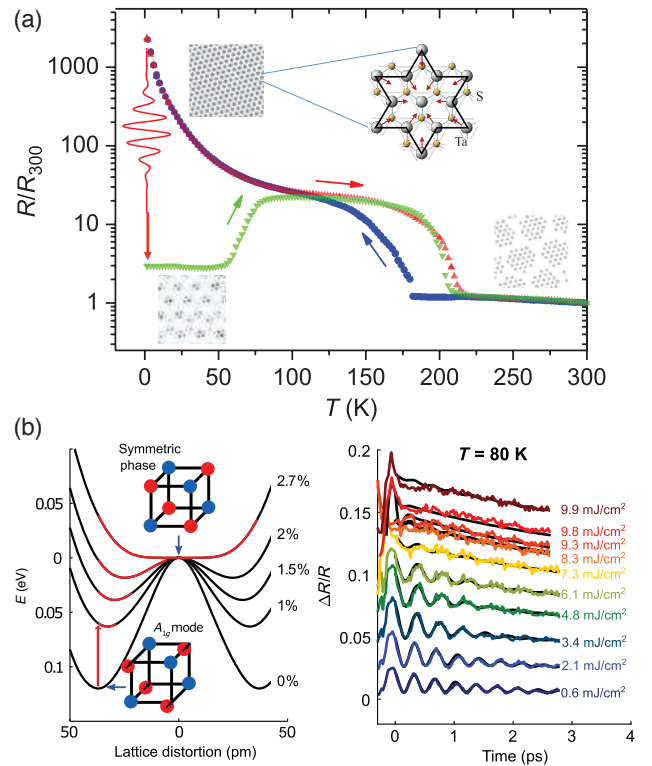 (a)
1000
100
10
1
R/R300
S
Ta
0
50
100
150
200
250
300
T (K)
(b)
Symmetric
phase
2.7%
2%
1.5%
1%
0%
A1g mode
0.05
0
0.05
0.1
E (eV)
50
0
50
Lattice distortion (pm)
T = 80 K
0.2
0.15
0.1
0.05
0
ΔR/R
9.9 mJ/cm²
9.8 mJ/cm²
9.3 mJ/cm²
8.3 mJ/cm²
7.3 mJ/cm²
6.1 mJ/cm²
4.8 mJ/cm²
3.4 mJ/cm²
2.1 mJ/cm²
0.6 mJ/cm²
0
1
2
3
4
Time (ps)